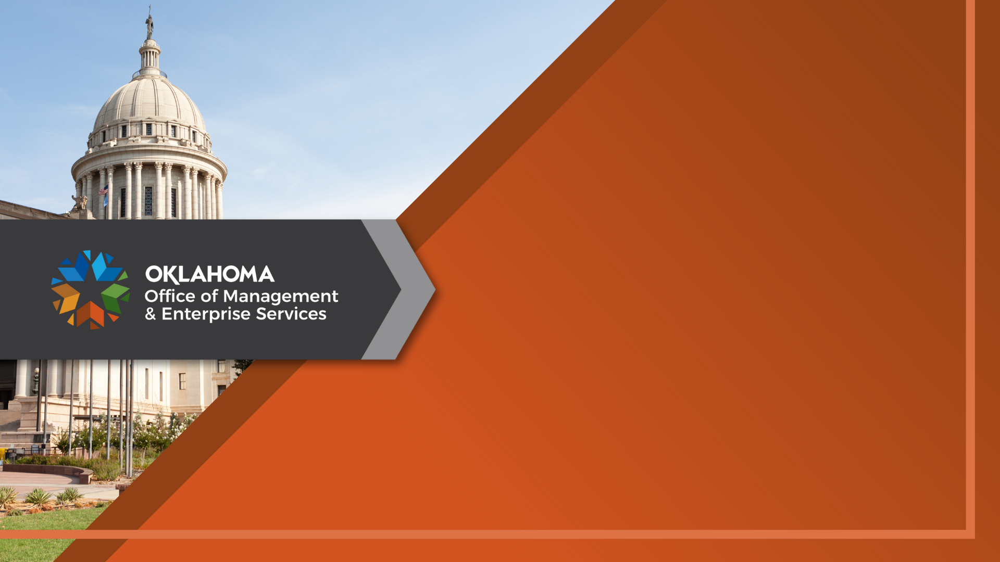 OKLAHOMA
Office of Management
& Enterprise Services